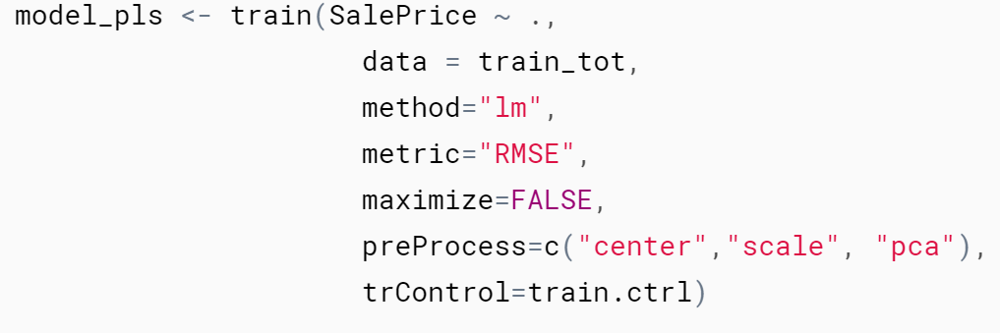 model_pls <- train(SalePrice ~ .,
data = train_tot,
method="lm",
metric="RMSE",
maximize=FALSE,
preProcess=c("center","scale", "pca"),
trControl=train.ctrl)